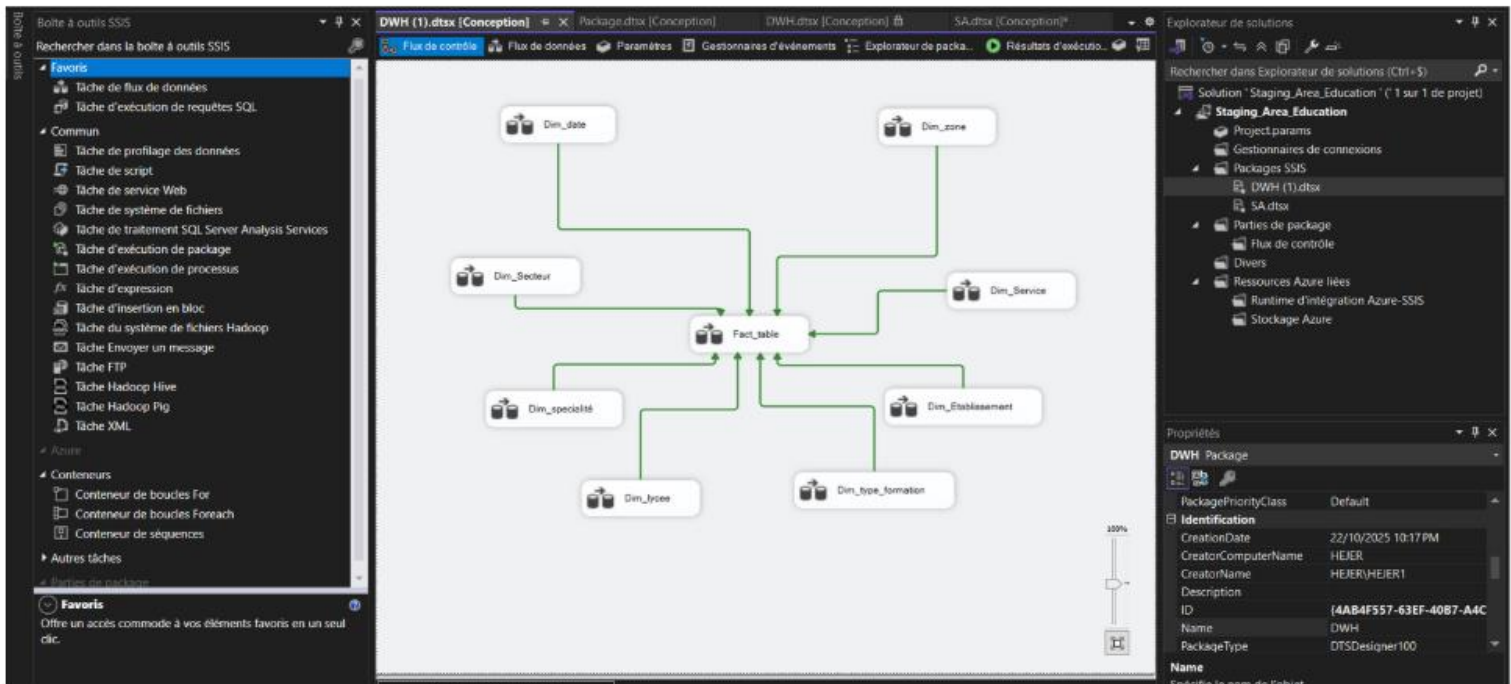 Boîte à outils
Boîte à outils SSIS
Rechercher dans la boîte à outils SSIS
Favoris
Tâche de flux de données
Tâche d'exécution de requêtes SQL
Commun
Tâche de profilage des données
Tâche de script
Tâche de service Web
Tâche de système de fichiers
Tâche de traitement SQL Server Analysis Services
Tâche d'exécution de package
Tâche d'exécution de processus
fx Tâche d'expression
Tâche d'insertion en bloc
Tâche du système de fichiers Hadoop
Tâche Envoyer un message
Tâche FTP
Tâche Hadoop Hive
Tâche Hadoop Pig
Tâche XML
Azure
Conteneurs
Conteneur de boucles For
Conteneur de boucles Foreach
Conteneur de séquences
Autres tâches
Parties de package
Favoris
Offre un accès commode à vos éléments favoris en un seul
clic.
DWH (1).dtsx [Conception] Package.dtsx [Conception] DWH.dtsx [Conception] SA.dtsx [Conception]*
Flux de contrôle Flux de données Paramètres Gestionnaires d'événements Explorateur de packa... Résultats d'exécutio...
Dim_date
Dim_zone
Dim_Secteur
Dim_Service
Fact_table
Dim_specialité
Dim_Etablissement
Dim_lycee
Dim_type_formation
100%
Explorateur de solutions
Rechercher dans Explorateur de solutions (Ctrl+$)
Solution 'Staging_Area_Education' (' 1 sur 1 de projet)
Staging_Area_Education
Project.params
Gestionnaires de connexions
Packages SSIS
DWH (1).dtsx
SA.dtsx
Parties de package
Flux de contrôle
Divers
Ressources Azure liées
Runtime d'intégration Azure-SSIS
Stockage Azure
Propriétés
DWH Package
PackagePriorityClass Default
Identification
CreationDate 22/10/2025 10:17 PM
CreatorComputerName HEJER
CreatorName HEJER\HEJER1
Description
ID {4AB4F557-63EF-40B7-A4C
Name DWH
PackageType DTSDesigner100
Name
Spécifie le nom de l'objet